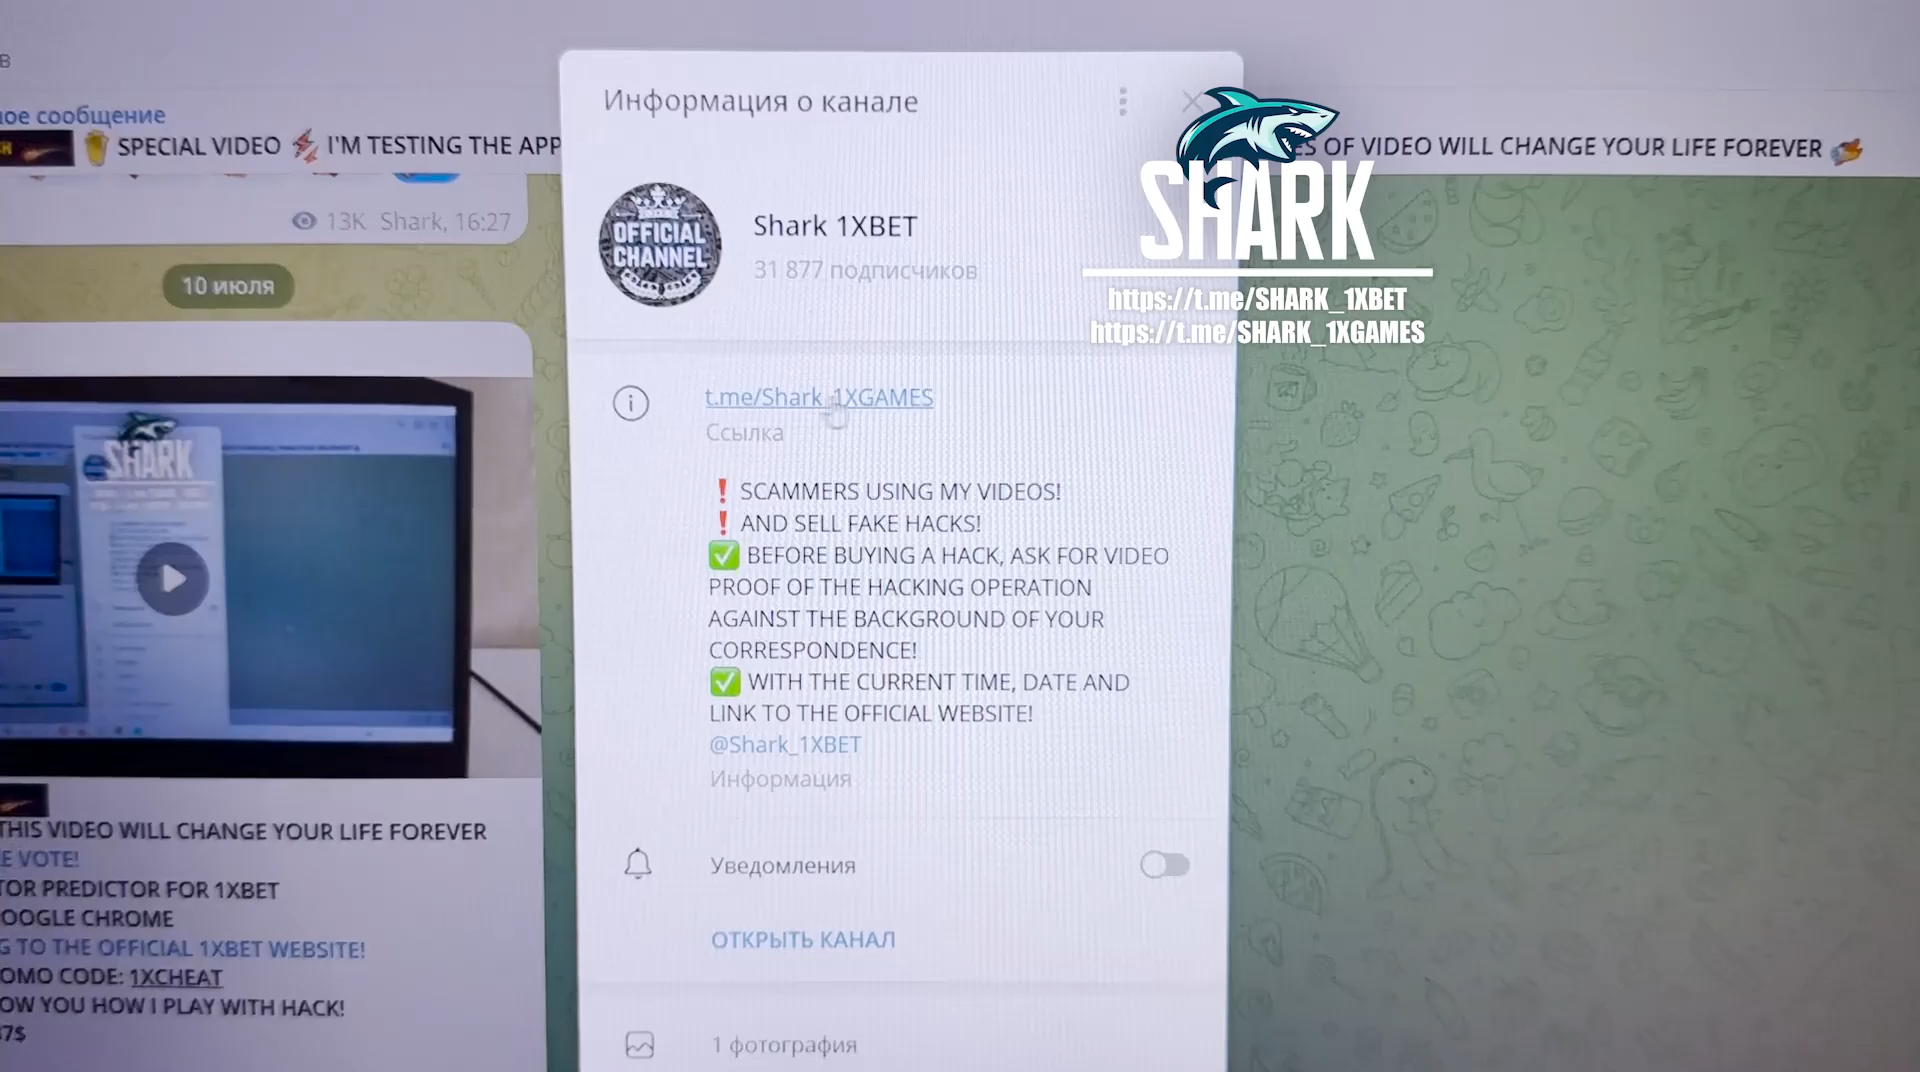 в
ное сообщение
SPECIAL VIDEO ⚡ I'M TESTING THE APP
ES OF VIDEO WILL CHANGE YOUR LIFE FOREVER
13K Shark, 16:27
10 июля
SHARK
THIS VIDEO WILL CHANGE YOUR LIFE FOREVER
E VOTE!
TOR PREDICTOR FOR 1XBET
OOGLE CHROME
G TO THE OFFICIAL 1XBET WEBSITE!
OMO CODE: 1XCHEAT
OW YOU HOW I PLAY WITH HACK!
37$
Информация о канале
OFFICIAL
CHANNEL
Shark 1XBET
31 877 подписчиков
t.me/Shark_1XGAMES
Ссылка
❗ SCAMMERS USING MY VIDEOS!
❗ AND SELL FAKE HACKS!
✅ BEFORE BUYING A HACK, ASK FOR VIDEO
PROOF OF THE HACKING OPERATION
AGAINST THE BACKGROUND OF YOUR
CORRESPONDENCE!
✅ WITH THE CURRENT TIME, DATE AND
LINK TO THE OFFICIAL WEBSITE!
@Shark_1XBET
Информация
Уведомления
ОТКРЫТЬ КАНАЛ
1 фотография
SHARK
https://t.me/SHARK_1XBET
https://t.me/SHARK_1XGAMES